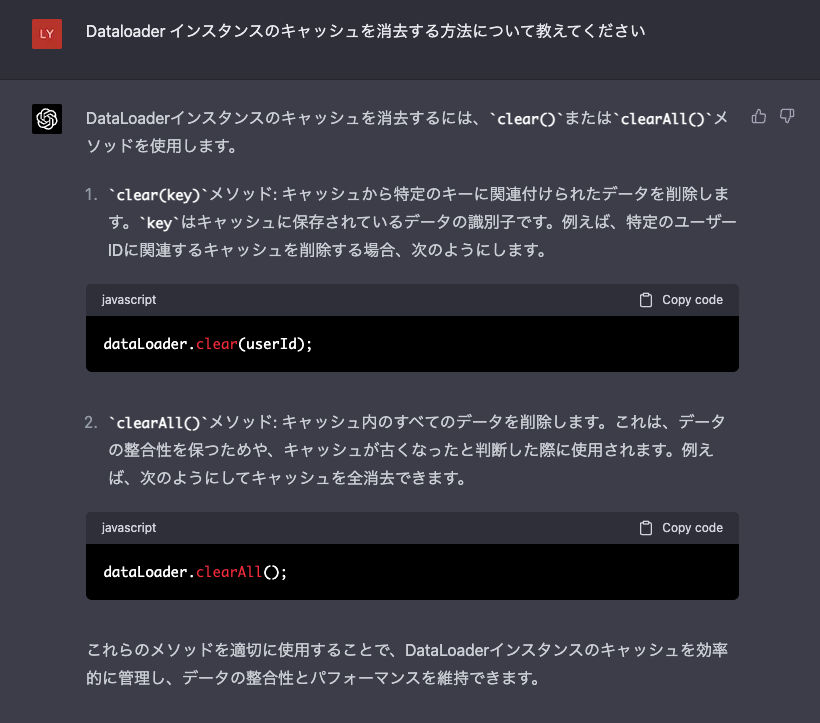 LY
Dataloader インスタンスのキャッシュを消去する方法について教えてください
DataLoaderインスタンスのキャッシュを消去するには、`clear()`または`clearAll()`メ
ソッドを使用します。
1. `clear(key)`メソッド: キャッシュから特定のキーに関連付けられたデータを削除しま
す。`key`はキャッシュに保存されているデータの識別子です。例えば、特定のユーザー
IDに関連するキャッシュを削除する場合、次のようにします。
javascript
Copy code
dataLoader.clear(userId);
2. `clearAll()`メソッド: キャッシュ内のすべてのデータを削除します。これは、データ
の整合性を保つためや、キャッシュが古くなったと判断した際に使用されます。例え
ば、次のようにしてキャッシュを全消去できます。
javascript
Copy code
dataLoader.clearAll();
これらのメソッドを適切に使用することで、DataLoaderインスタンスのキャッシュを効率
的に管理し、データの整合性とパフォーマンスを維持できます。